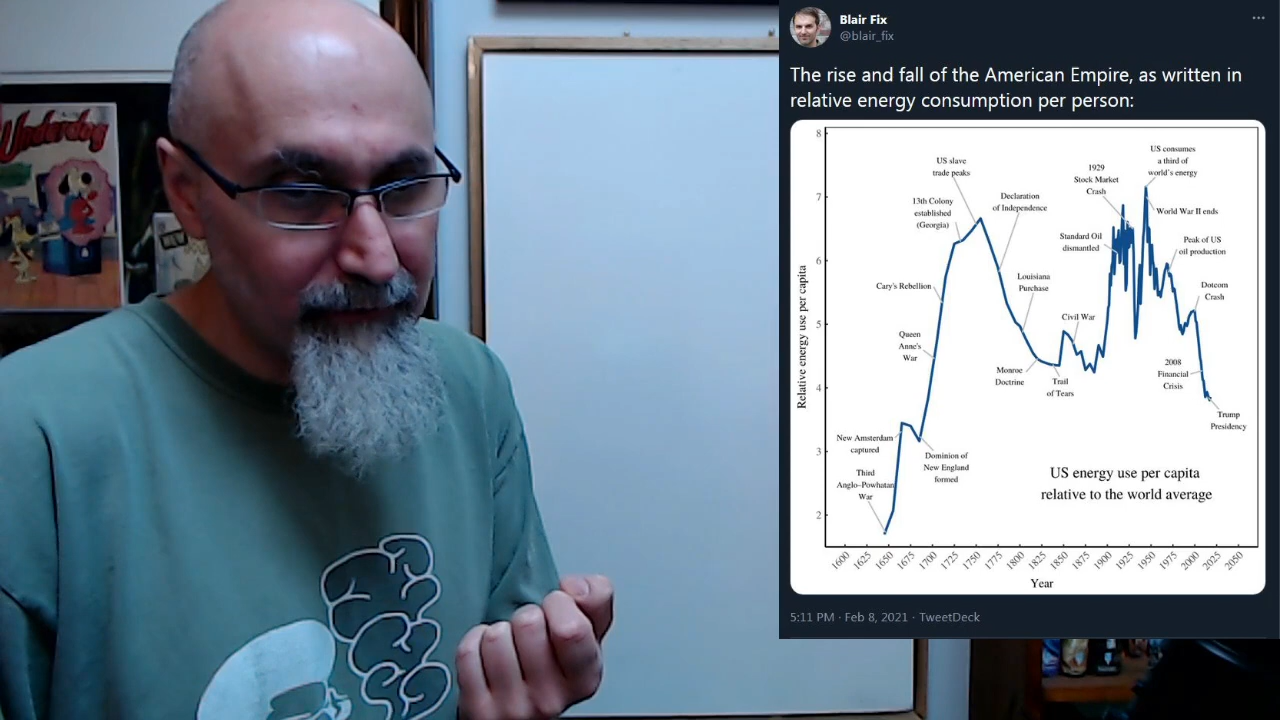 Underdog
Blair Fix
@blair_fix
The rise and fall of the American Empire, as written in
relative energy consumption per person:
8
7
6
5
4
3
2
Relative energy use per capita
US slave
trade peaks
13th Colony
established
(Georgia)
Declaration
of Independence
Cary's Rebellion
Louisiana
Purchase
Queen
Anne's
War
Monroe
Doctrine
Civil War
Trail
of Tears
New Amsterdam
captured
Dominion of
New England
formed
Third
Anglo-Powhatan
War
1929
Stock Market
Crash
US consumes
a third of
world's energy
World War II ends
Standard Oil
dismantled
Peak of US
oil production
Dotcom
Crash
2008
Financial
Crisis
Trump
Presidency
US energy use per capita
relative to the world average
1600 1625 1650 1675 1700 1725 1750 1775 1800 1825 1850 1875 1900 1925 1950 1975 2000 2025 2050
Year
5:11 PM · Feb 8, 2021 · TweetDeck